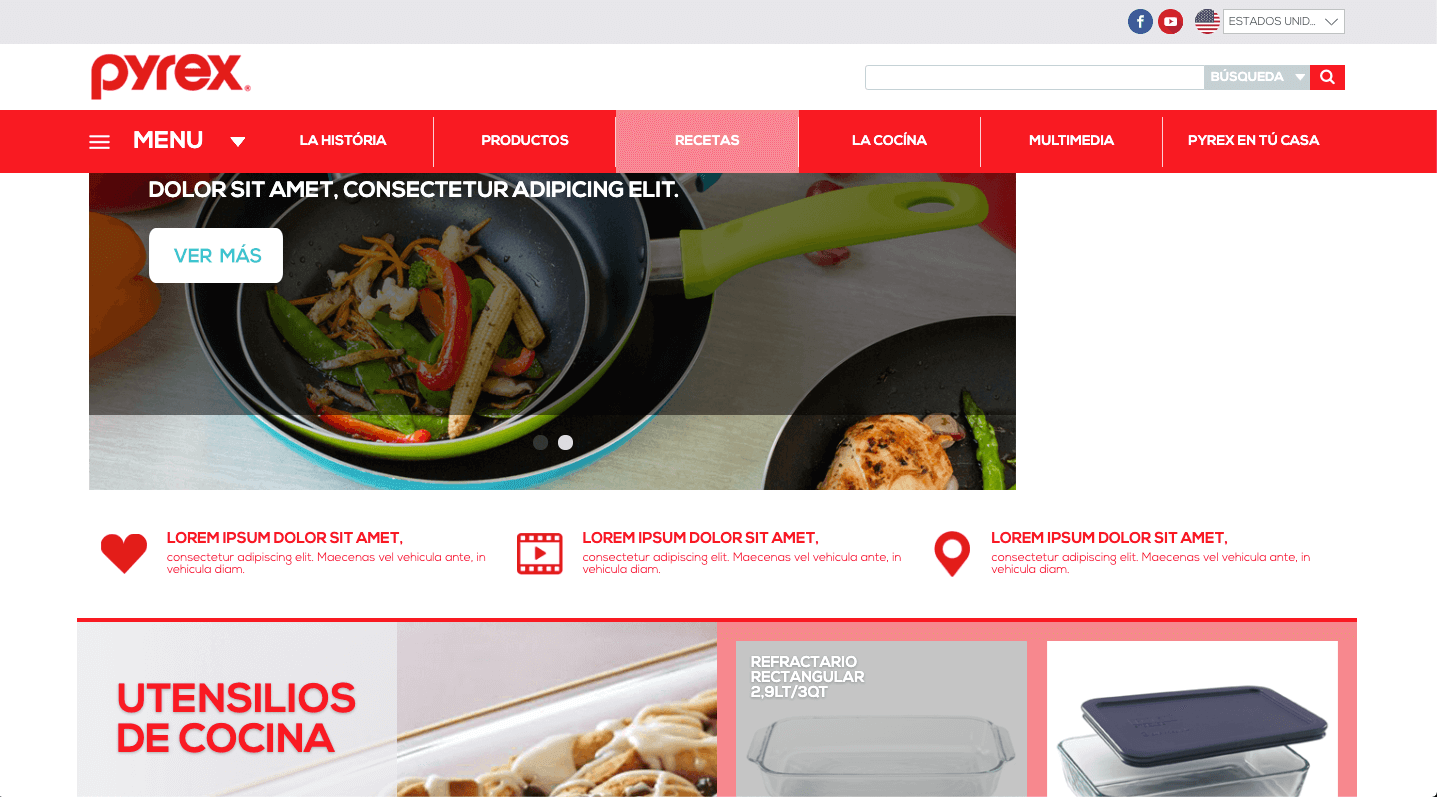 ESTADOS UNID...
pyrex®
BÚSQUEDA
MENU
LA HISTÓRIA
PRODUCTOS
RECETAS
LA COCÍNA
MULTIMEDIA
PYREX EN TÚ CASA
DOLOR SIT AMET, CONSECTETUR ADIPICING ELIT.
VER MÁS
LOREM IPSUM DOLOR SIT AMET,
consectetur adipiscing elit. Maecenas vel vehicula ante, in
vehicula diam.
LOREM IPSUM DOLOR SIT AMET,
consectetur adipiscing elit. Maecenas vel vehicula ante, in
vehicula diam.
LOREM IPSUM DOLOR SIT AMET,
consectetur adipiscing elit. Maecenas vel vehicula ante, in
vehicula diam.
UTENSILIOS
DE COCINA
REFRACTARIO
RECTANGULAR
2,9LT/3QT